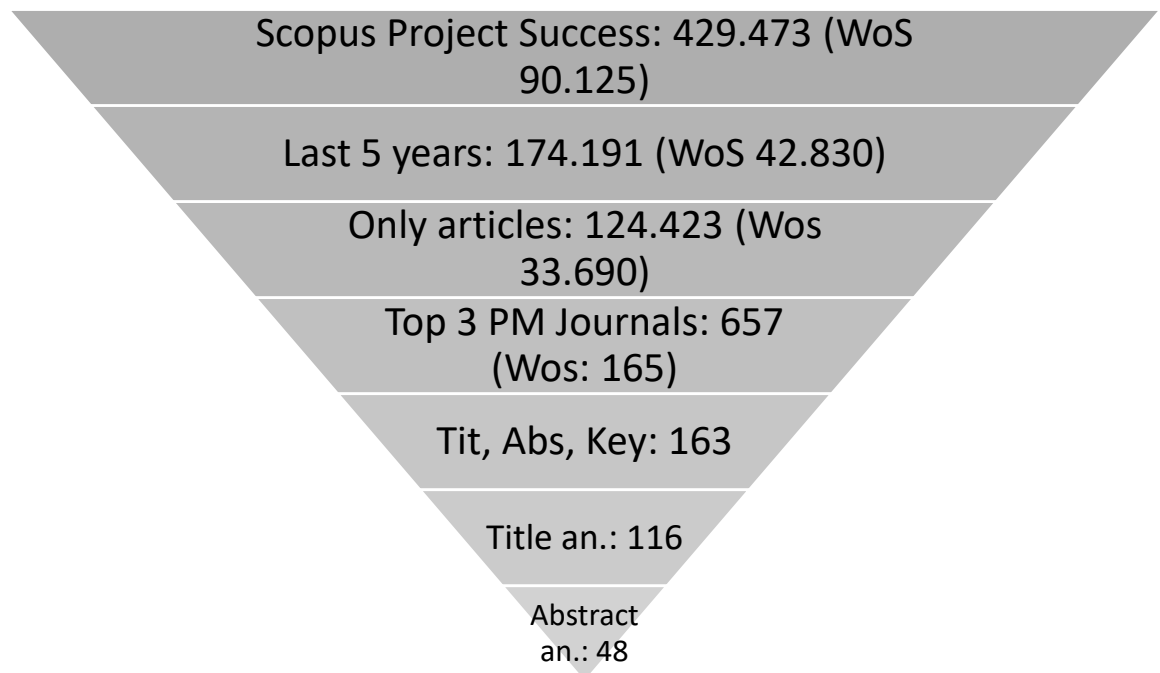 Scopus Project Success: 429.473 (WoS
90.125)
Last 5 years: 174.191 (WoS 42.830)
Only articles: 124.423 (Wos
33.690)
Top 3 PM Journals: 657
(Wos: 165)
Tit, Abs, Key: 163
Title an.: 116
Abstract
an.: 48